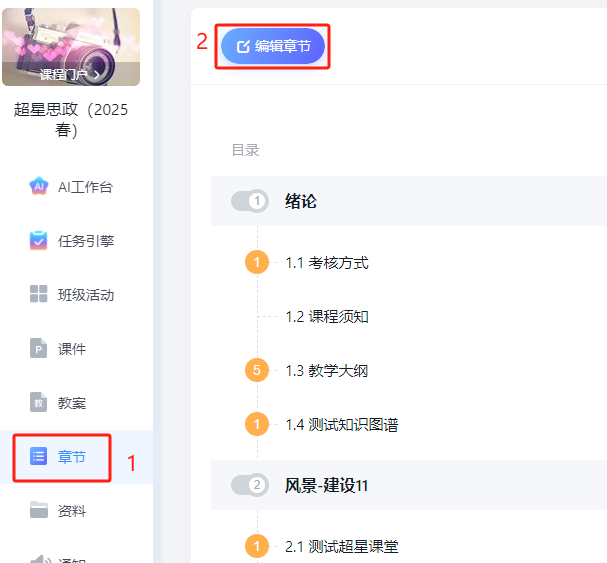 课程门户 >
超星思政（2025
春）
AI工作台
任务引擎
班级活动
课件
教案
章节
1
资料
通知
2
编辑章节
目录
1 绪论
1 1.1 考核方式
1.2 课程须知
5 1.3 教学大纲
1 1.4 测试知识图谱
2 风景-建设11
1 2.1 测试超星课堂